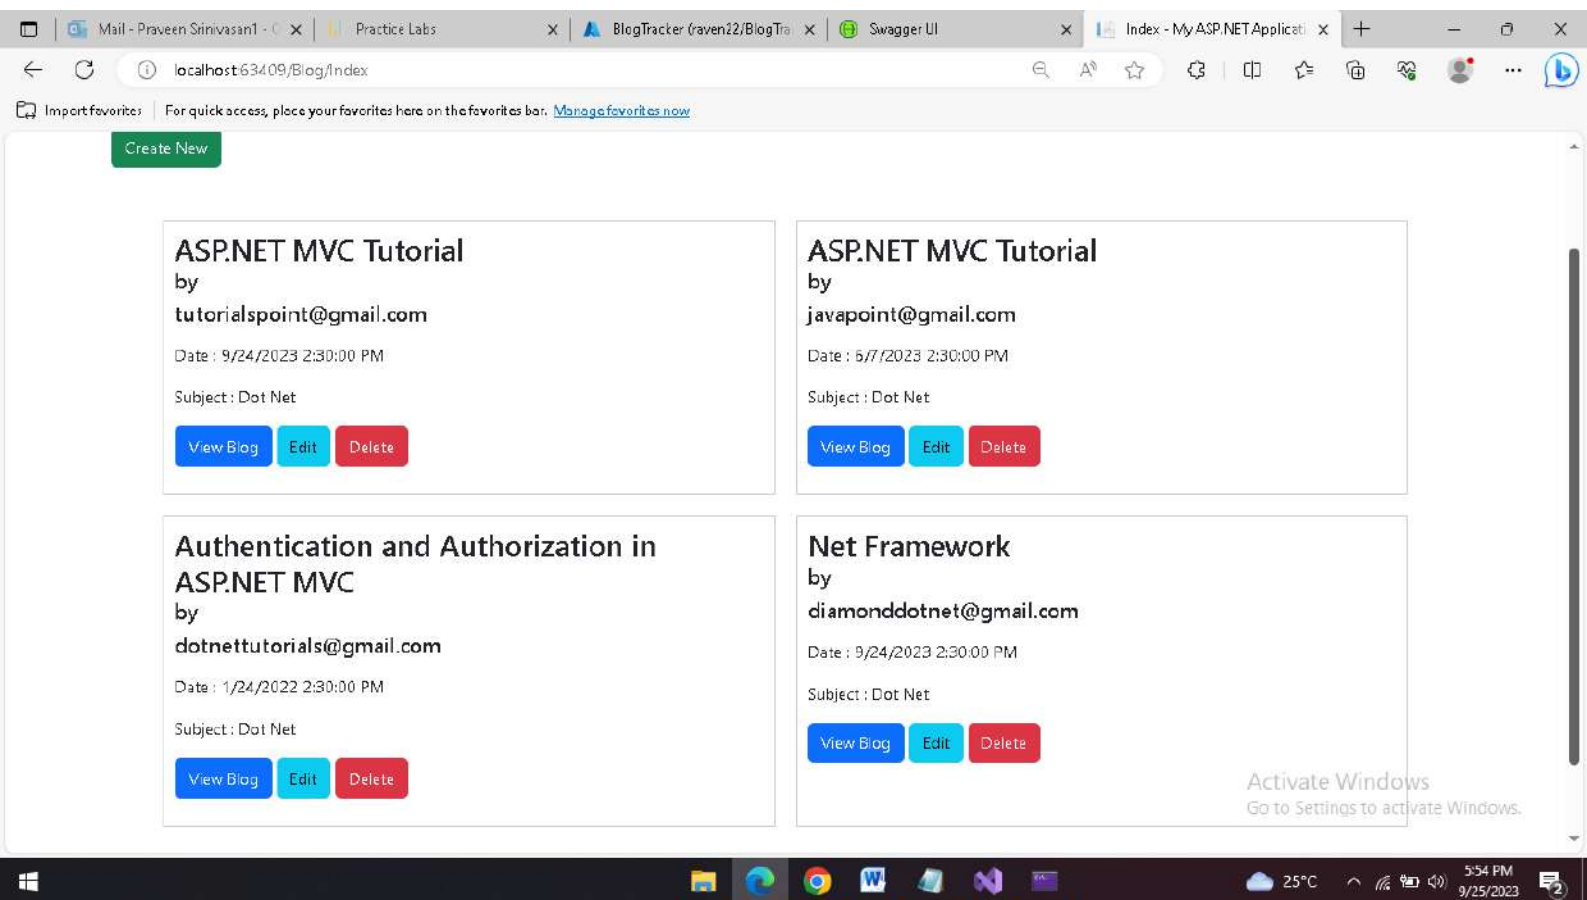 Mail - Praveen Srinivasan1 - O
Practice Labs
BlogTracker (raven22/BlogTra
Swagger UI
Index - My ASP.NET Applicati
localhost:63409/Blog/Index
Import favorites
For quick access, place your favorites here on the favorites bar. Manage favorites now
Create New
ASP.NET MVC Tutorial
by
tutorialspoint@gmail.com
Date : 9/24/2023 2:30:00 PM
Subject : Dot Net
View Blog Edit Delete
ASP.NET MVC Tutorial
by
javapoint@gmail.com
Date : 6/7/2023 2:30:00 PM
Subject : Dot Net
View Blog Edit Delete
Authentication and Authorization in
ASP.NET MVC
by
dotnettutorials@gmail.com
Date : 1/24/2022 2:30:00 PM
Subject : Dot Net
View Blog Edit Delete
Net Framework
by
diamonddotnet@gmail.com
Date : 9/24/2023 2:30:00 PM
Subject : Dot Net
View Blog Edit Delete
Activate Windows
Go to Settings to activate Windows.
25°C
5:54 PM
9/25/2023
2